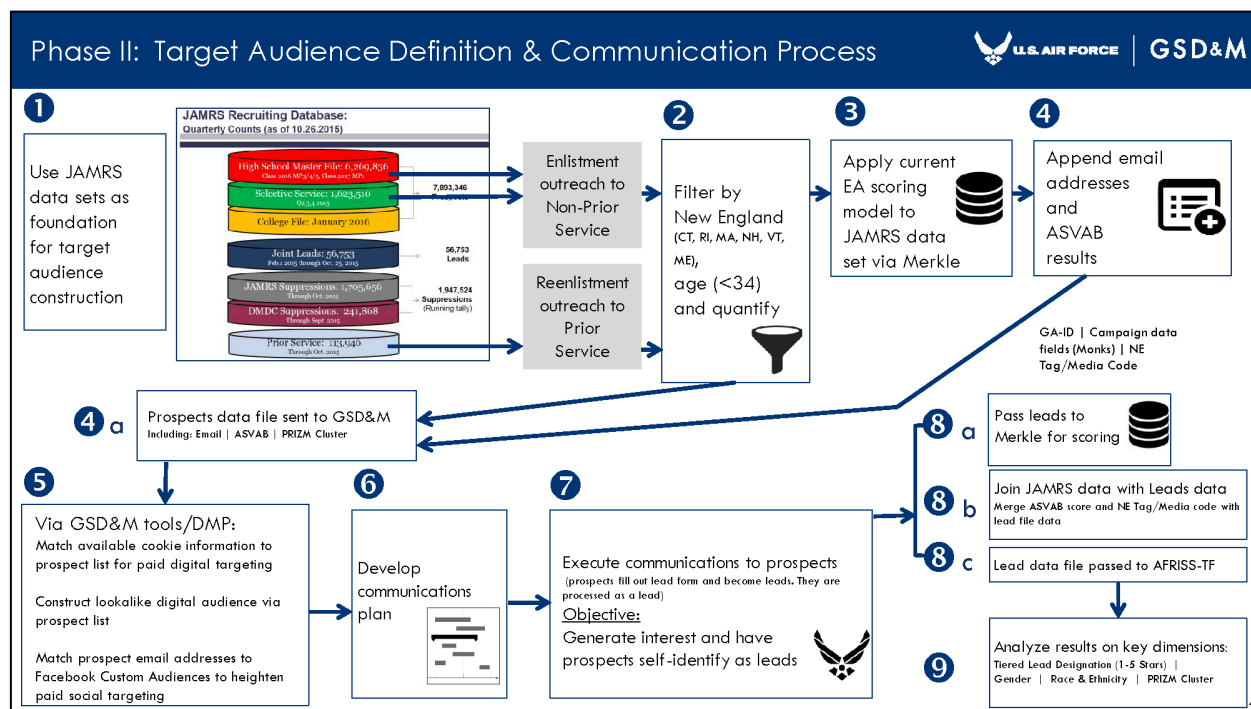 Phase II: Target Audience Definition & Communication Process
U.S. AIR FORCE
GSD&M
1
Use JAMRS
data sets as
foundation
for target
audience
construction
JAMRS Recruiting Database:
Quarterly Counts (as of 10.26.2015)
High School Master File: 6,269,836
Class 2016 MP3/4/5, Class 2017 MP1
Selective Service: 1,623,510
Q2,3,4 2015
College File: January 2016
7,893,346
Joint Leads: 56,753
Feb.1 2015 through Oct. 25, 2015
56,753
Leads
JAMRS Suppressions: 1,705,656
Through Oct. 2015
DMDC Suppressions: 241,868
Through Sept. 2015
1,947,524
Suppressions
(Running tally)
Prior Service: 113,946
Through Oct. 2015
Enlistment
outreach to
Non-Prior
Service
Reenlistment
outreach to
Prior
Service
2
Filter by
New England
(CT, RI, MA, NH, VT,
ME),
age (<34)
and quantify
3
Apply current
EA scoring
model to
JAMRS data
set via Merkle
4
Append email
addresses
and
ASVAB
results
GA-ID | Campaign data
fields (Monks) | NE
Tag/Media Code
4 a
Prospects data file sent to GSD&M
Including: Email | ASVAB | PRIZM Cluster
5
Via GSD&M tools/DMP:
Match available cookie information to
prospect list for paid digital targeting
Construct lookalike digital audience via
prospect list
Match prospect email addresses to
Facebook Custom Audiences to heighten
paid social targeting
6
Develop
communications
plan
7
Execute communications to prospects
(prospects fill out lead form and become leads. They are
processed as a lead)
Objective:
Generate interest and have
prospects self-identify as leads
8 a
Pass leads to
Merkle for scoring
8 b
Join JAMRS data with Leads data
Merge ASVAB score and NE Tag/Media code with
lead file data
8 c
Lead data file passed to AFRISS-TF
9
Analyze results on key dimensions:
Tiered Lead Designation (1-5 Stars) |
Gender | Race & Ethnicity | PRIZM Cluster